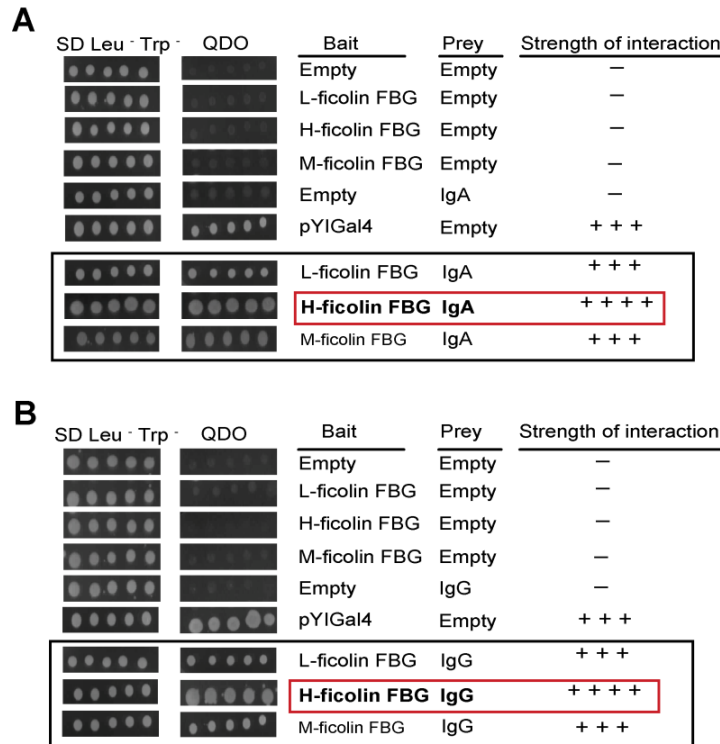 A
SD Leu - Trp - QDO Bait Prey Strength of interaction
Empty Empty —
L-ficolin FBG Empty —
H-ficolin FBG Empty —
M-ficolin FBG Empty —
Empty IgA —
pYIGal4 Empty + + +
L-ficolin FBG IgA + + +
H-ficolin FBG IgA + + + +
M-ficolin FBG IgA + + +
B
SD Leu - Trp - QDO Bait Prey Strength of interaction
Empty Empty —
L-ficolin FBG Empty —
H-ficolin FBG Empty —
M-ficolin FBG Empty —
Empty IgG —
pYIGal4 Empty + + +
L-ficolin FBG IgG + + +
H-ficolin FBG IgG + + + +
M-ficolin FBG IgG + + +